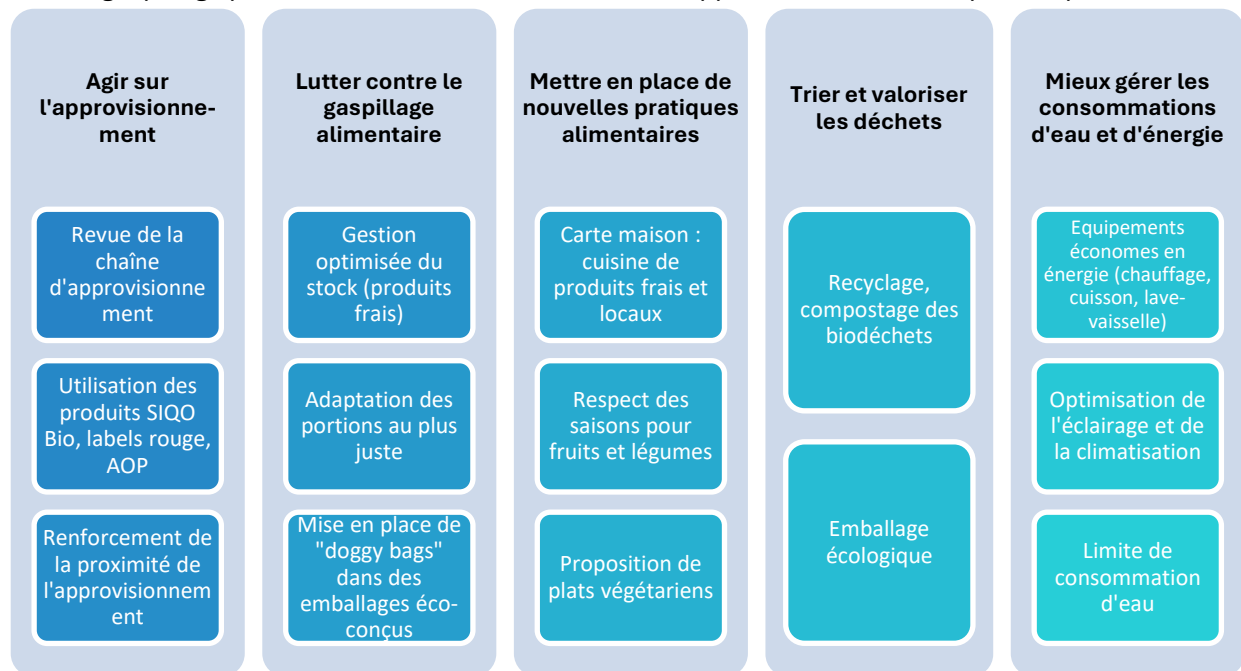 Agir sur
l'approvisionne-
ment
Revue de la
chaîne
d'approvisionne
ment
Utilisation des
produits SIQO
Bio, labels rouge,
AOP
Renforcement de
la proximité de
l'approvisionnem
ent
Lutter contre le
gaspillage
alimentaire
Gestion
optimisée du
stock (produits
frais)
Adaptation des
portions au plus
juste
Mise en place de
"doggy bags"
dans des
emballages éco-
conçus
Mettre en place de
nouvelles pratiques
alimentaires
Carte maison :
cuisine de
produits frais et
locaux
Respect des
saisons pour
fruits et légumes
Proposition de
plats végétariens
Trier et valoriser
les déchets
Recyclage,
compostage des
biodéchets
Emballage
écologique
Mieux gérer les
consommations
d'eau et d'énergie
Equipements
économes en
énergie (chauffage,
cuisson, lave-
vaisselle)
Optimisation de
l'éclairage et de
la climatisation
Limite de
consommation
d'eau